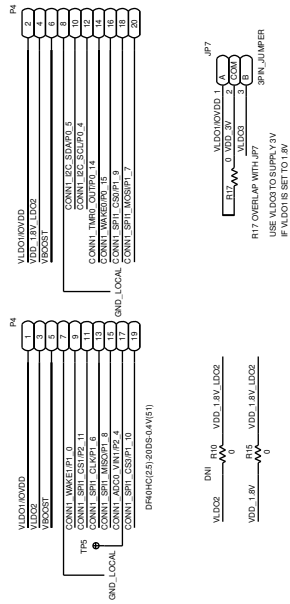 P4
VLDO1/IOVDD 1
VLDO2 3
VBOOST 5
7
CONN1_WAKE1/P1_0 9
CONN1_SPI1_CS1/P2_11 11
CONN1_SPI1_CLK/P1_6 13
CONN1_SPI1_MISO/P1_8 15
CONN1_ADC0_VIN1/P2_4 17
CONN1_SPI1_CS3/P1_10 19
TP5
GND_LOCAL
DF40HC(2.5)-20DS-0.4V(51)
P4
VLDO1/IOVDD 2
VDD_1.8V_LDO2 4
VBOOST 6
8
CONN1_I2C_SDA/P0_5 10
CONN1_I2C_SCL/P0_4 12
CONN1_TMR0_OUT/P0_14 14
CONN1_WAKE0/P0_15 16
CONN1_SPI1_CS0/P1_9 18
CONN1_SPI1_MOSI/P1_7 20
GND_LOCAL
DNI
VLDO2 R10 VDD_1.8V_LDO2
0
VDD_1.8V R15 VDD_1.8V_LDO2
0
JP7
VLDO1/IOVDD 1 A
R17 0 VDD_3V 2 COM
VLDO3 3 B
3PIN_JUMPER
R17 OVERLAP WITH JP7
USE VLDO3 TO SUPPLY 3V
IF VLDO1 IS SET TO 1.8V